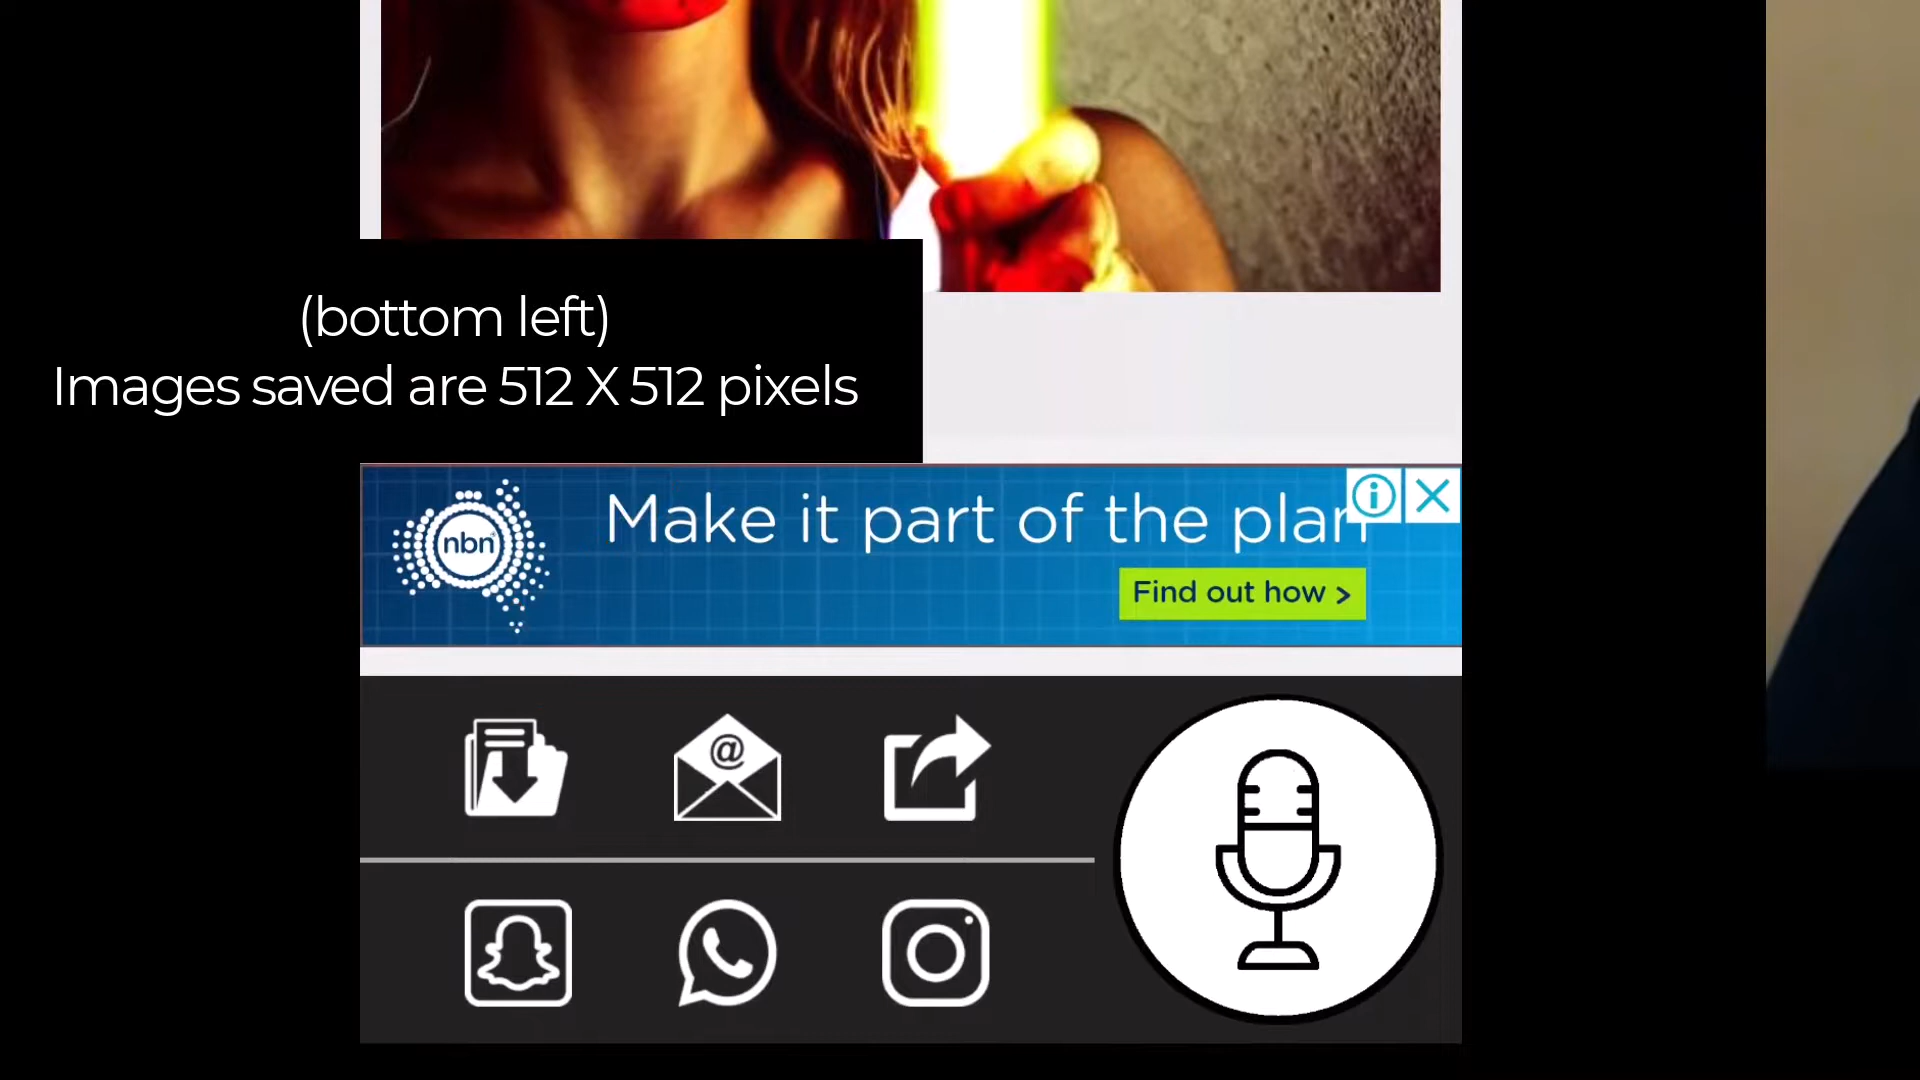 (bottom left)
Images saved are 512 X 512 pixels
nbn
Make it part of the plan
Find out how >
@